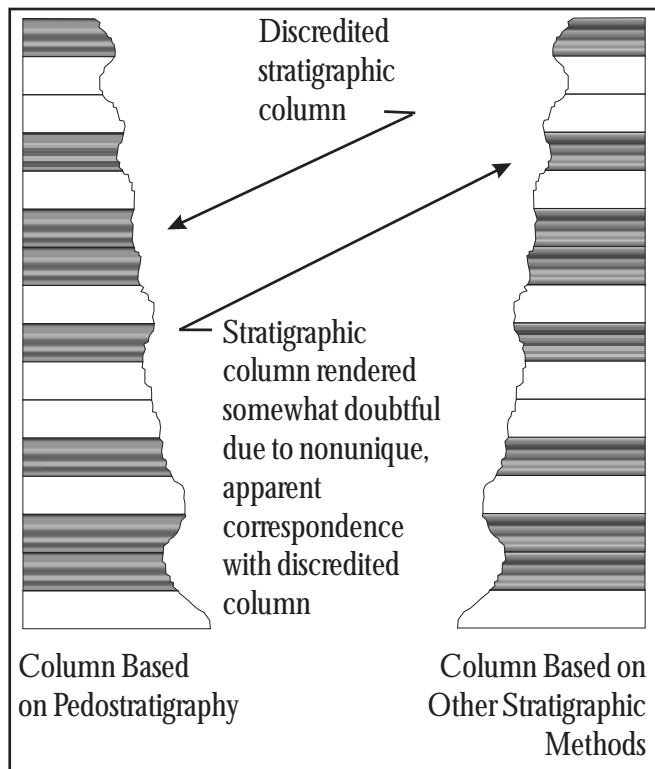 Discredited
stratigraphic
column
Stratigraphic
column rendered
somewhat doubtful
due to nonunique,
apparent
correspondence
with discredited
column
Column Based
on Pedostratigraphy
Column Based on
Other Stratigraphic
Methods